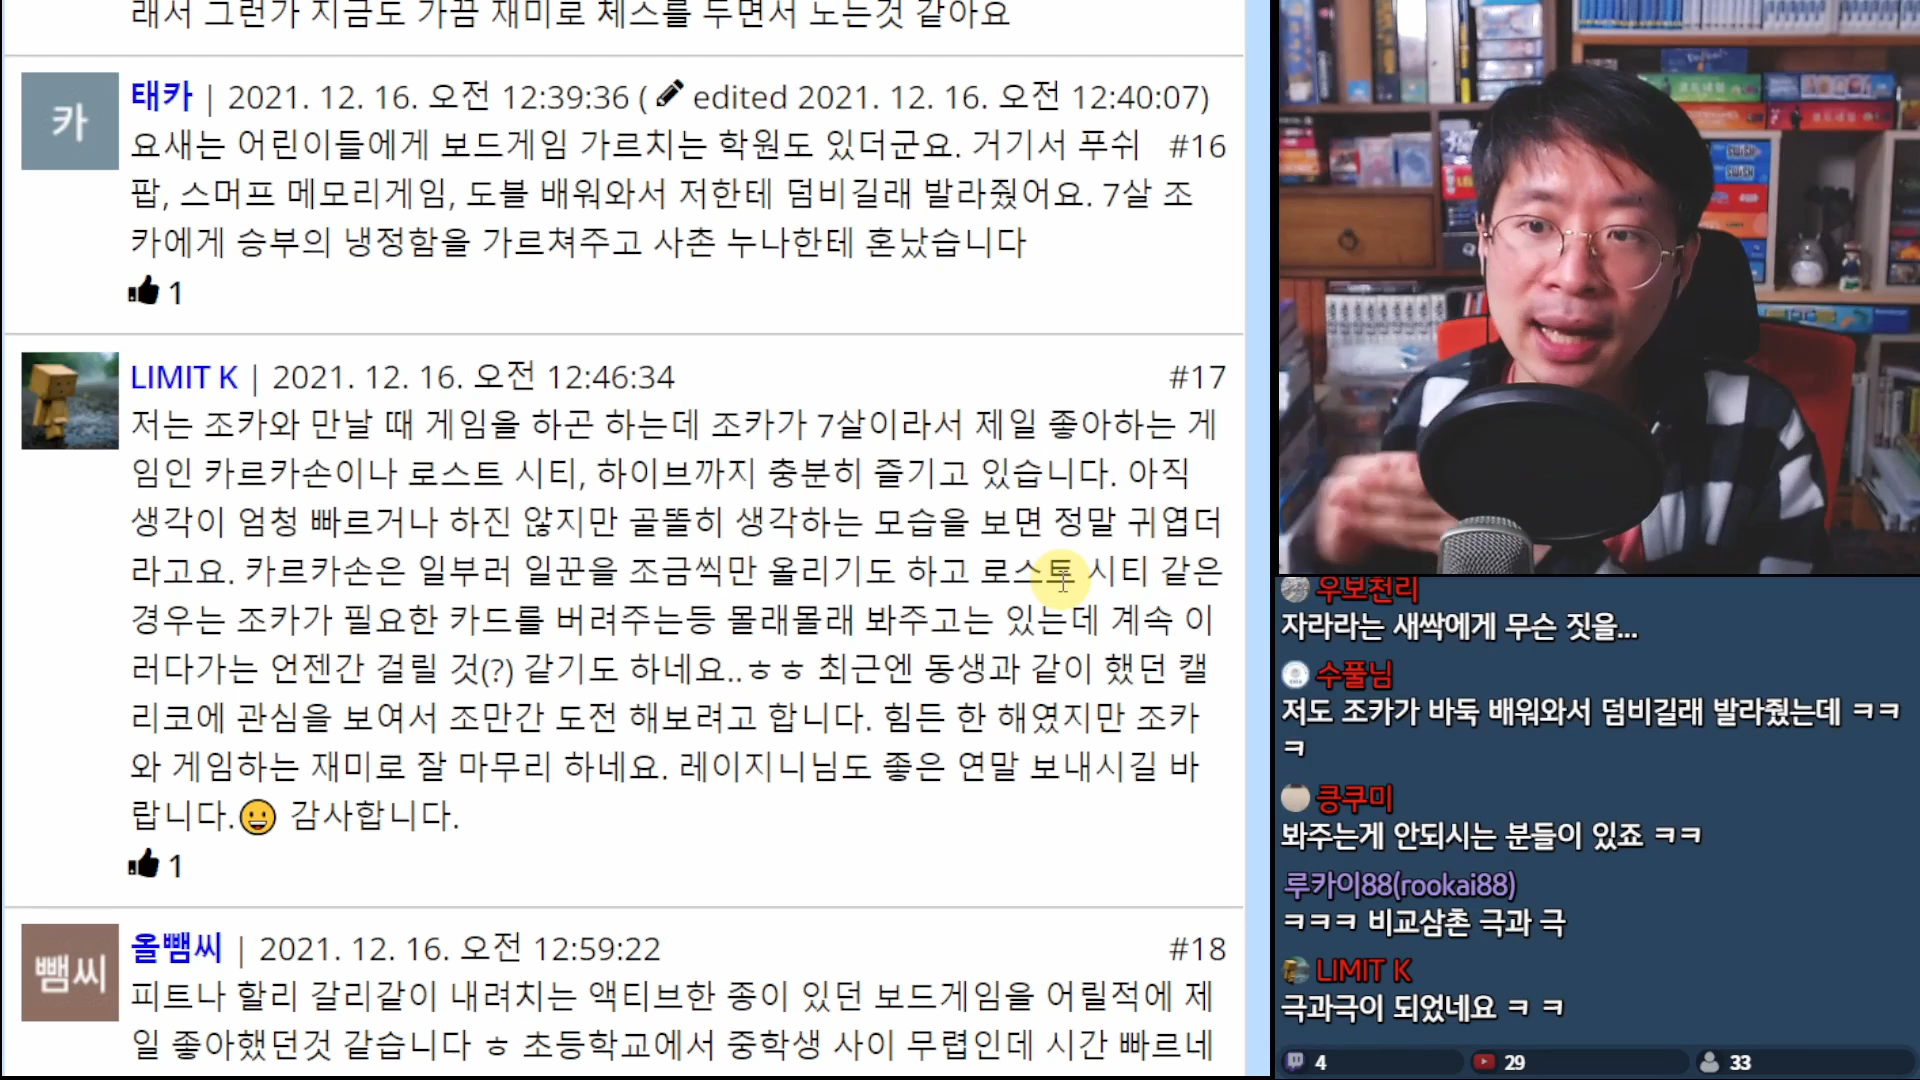 래서 그런가 지금도 가끔 재미로 체스를 두면서 노는것 같아요
카
태카 | 2021. 12. 16. 오전 12:39:36 ( edited 2021. 12. 16. 오전 12:40:07)
요새는 어린이들에게 보드게임 가르치는 학원도 있더군요. 거기서 푸쉬 #16
팝, 스머프 메모리게임, 도블 배워와서 저한테 덤비길래 발라줬어요. 7살 조
카에게 승부의 냉정함을 가르쳐주고 사촌 누나한테 혼났습니다
1
LIMIT K | 2021. 12. 16. 오전 12:46:34 #17
저는 조카와 만날 때 게임을 하곤 하는데 조카가 7살이라서 제일 좋아하는 게
임인 카르카손이나 로스트 시티, 하이브까지 충분히 즐기고 있습니다. 아직
생각이 엄청 빠르거나 하진 않지만 골똘히 생각하는 모습을 보면 정말 귀엽더
라고요. 카르카손은 일부러 일꾼을 조금씩만 올리기도 하고 로스트 시티 같은
경우는 조카가 필요한 카드를 버려주는등 몰래몰래 봐주고는 있는데 계속 이
러다가는 언젠간 걸릴 것(?) 같기도 하네요..ㅎㅎ 최근엔 동생과 같이 했던 캘
리코에 관심을 보여서 조만간 도전 해보려고 합니다. 힘든 한 해였지만 조카
와 게임하는 재미로 잘 마무리 하네요. 레이지니님도 좋은 연말 보내시길 바
랍니다.😀 감사합니다.
1
뺌씨
올뺌씨 | 2021. 12. 16. 오전 12:59:22 #18
피트나 할리 갈리같이 내려치는 액티브한 종이 있던 보드게임을 어릴적에 제
일 좋아했던것 같습니다 ㅎ 초등학교에서 중학생 사이 무렵인데 시간 빠르네
SWISH
SWISH
우보천리
자라라는 새싹에게 무슨 짓을...
수풀님
저도 조카가 바둑 배워와서 덤비길래 발라줬는데 ㅋㅋ
ㅋ
킁쿠미
봐주는게 안되시는 분들이 있죠 ㅋㅋ
루카이88(rookai88)
ㅋㅋㅋ 비교삼촌 극과 극
LIMIT K
극과극이 되었네요 ㅋ ㅋ
4 29 33